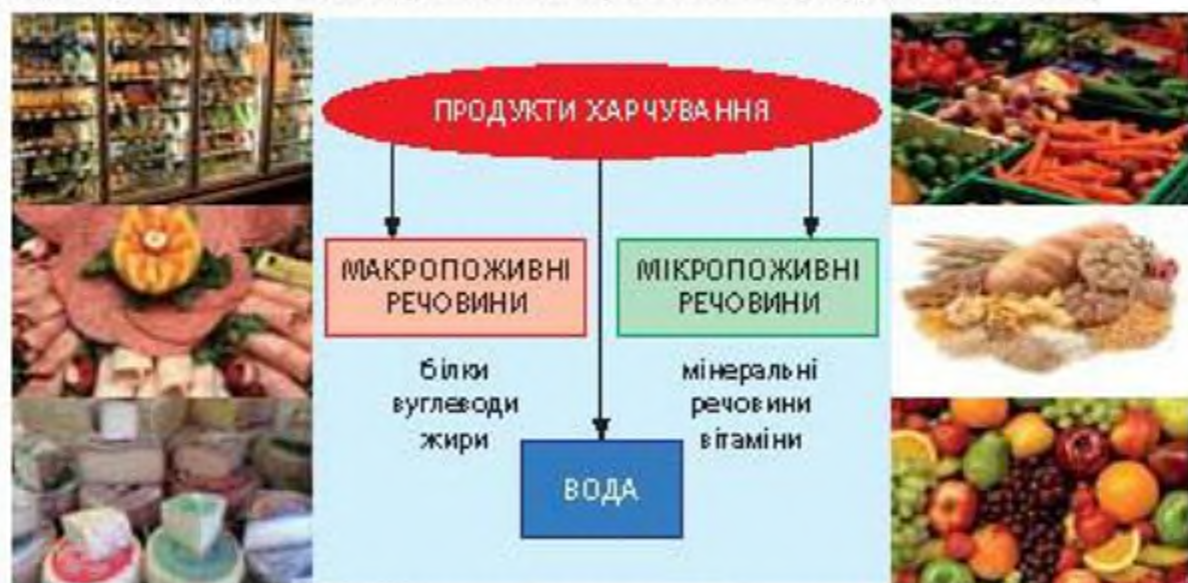 ПРОДУКТИ ХАРЧУВАННЯ
МАКРОПОЖИВНІ
РЕЧОВИНИ
білки
вуглеводи
жири
МІКРОПОЖИВНІ
РЕЧОВИНИ
мінеральні
речовини
вітаміни
ВОДА